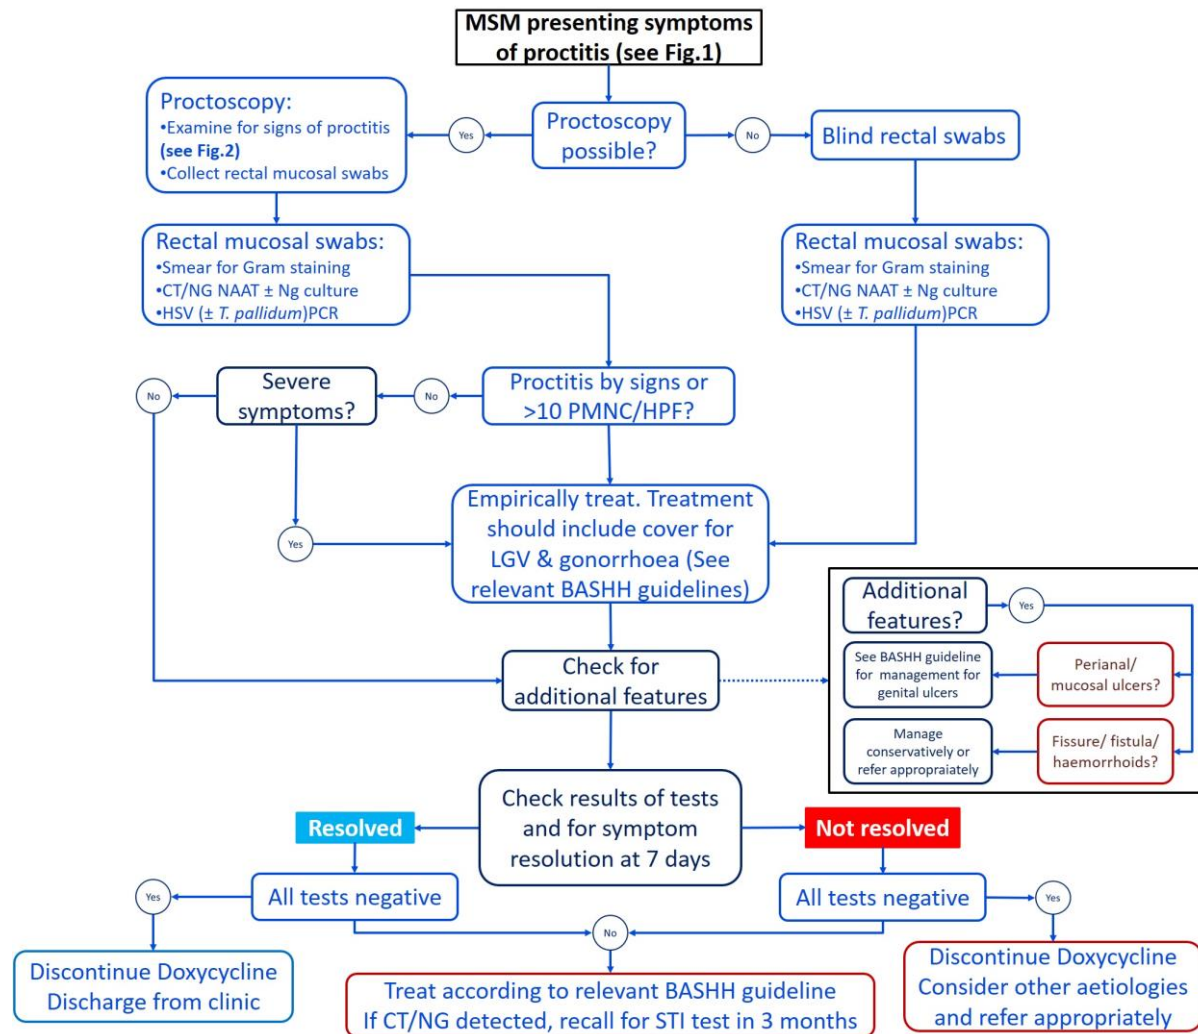 MSM presenting symptoms
of proctitis (see Fig.1)
Proctoscopy:
•Examine for signs of proctitis
(see Fig.2)
•Collect rectal mucosal swabs
Yes
Proctoscopy
possible?
No
Blind rectal swabs
Rectal mucosal swabs:
•Smear for Gram staining
•CT/NG NAAT ± Ng culture
•HSV (± T. pallidum)PCR
Rectal mucosal swabs:
•Smear for Gram staining
•CT/NG NAAT ± Ng culture
•HSV (± T. pallidum)PCR
No
Severe
symptoms?
No
Proctitis by signs or
>10 PMNC/HPF?
Yes
Empirically treat. Treatment
should include cover for
LGV & gonorrhoea (See
relevant BASHH guidelines)
Additional
features?
Yes
See BASHH guideline
for management for
genital ulcers
Perianal/
mucosal ulcers?
Manage
conservatively or
refer appropraiately
Fissure/ fistula/
haemorrhoids?
Check for
additional features
Check results of tests
and for symptom
resolution at 7 days
Resolved
Not resolved
Yes
All tests negative
No
All tests negative
Yes
Discontinue Doxycycline
Discharge from clinic
Treat according to relevant BASHH guideline
If CT/NG detected, recall for STI test in 3 months
Discontinue Doxycycline
Consider other aetiologies
and refer appropriately